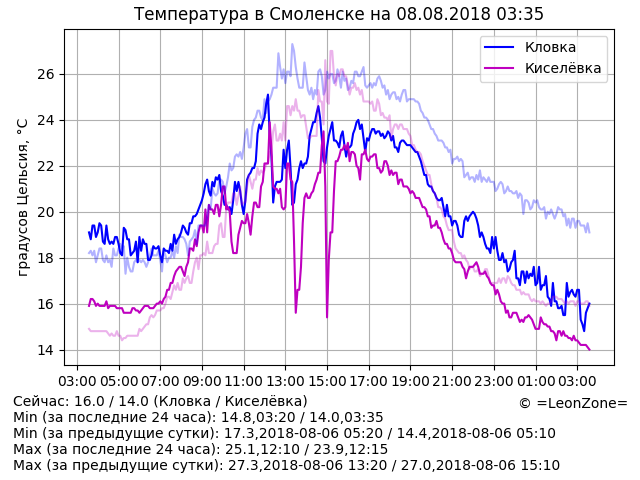 Температура в Смоленске на 08.08.2018 03:35
Кловка
Киселёвка
градусов Цельсия, °C
26
24
22
20
18
16
14
03:00 05:00 07:00 09:00 11:00 13:00 15:00 17:00 19:00 21:00 23:00 01:00 03:00
Сейчас: 16.0 / 14.0 (Кловка / Киселёвка)
© =LeonZone=
Min (за последние 24 часа): 14.8,03:20 / 14.0,03:35
Min (за предыдущие сутки): 17.3,2018-08-06 05:20 / 14.4,2018-08-06 05:10
Max (за последние 24 часа): 25.1,12:10 / 23.9,12:15
Max (за предыдущие сутки): 27.3,2018-08-06 13:20 / 27.0,2018-08-06 15:10